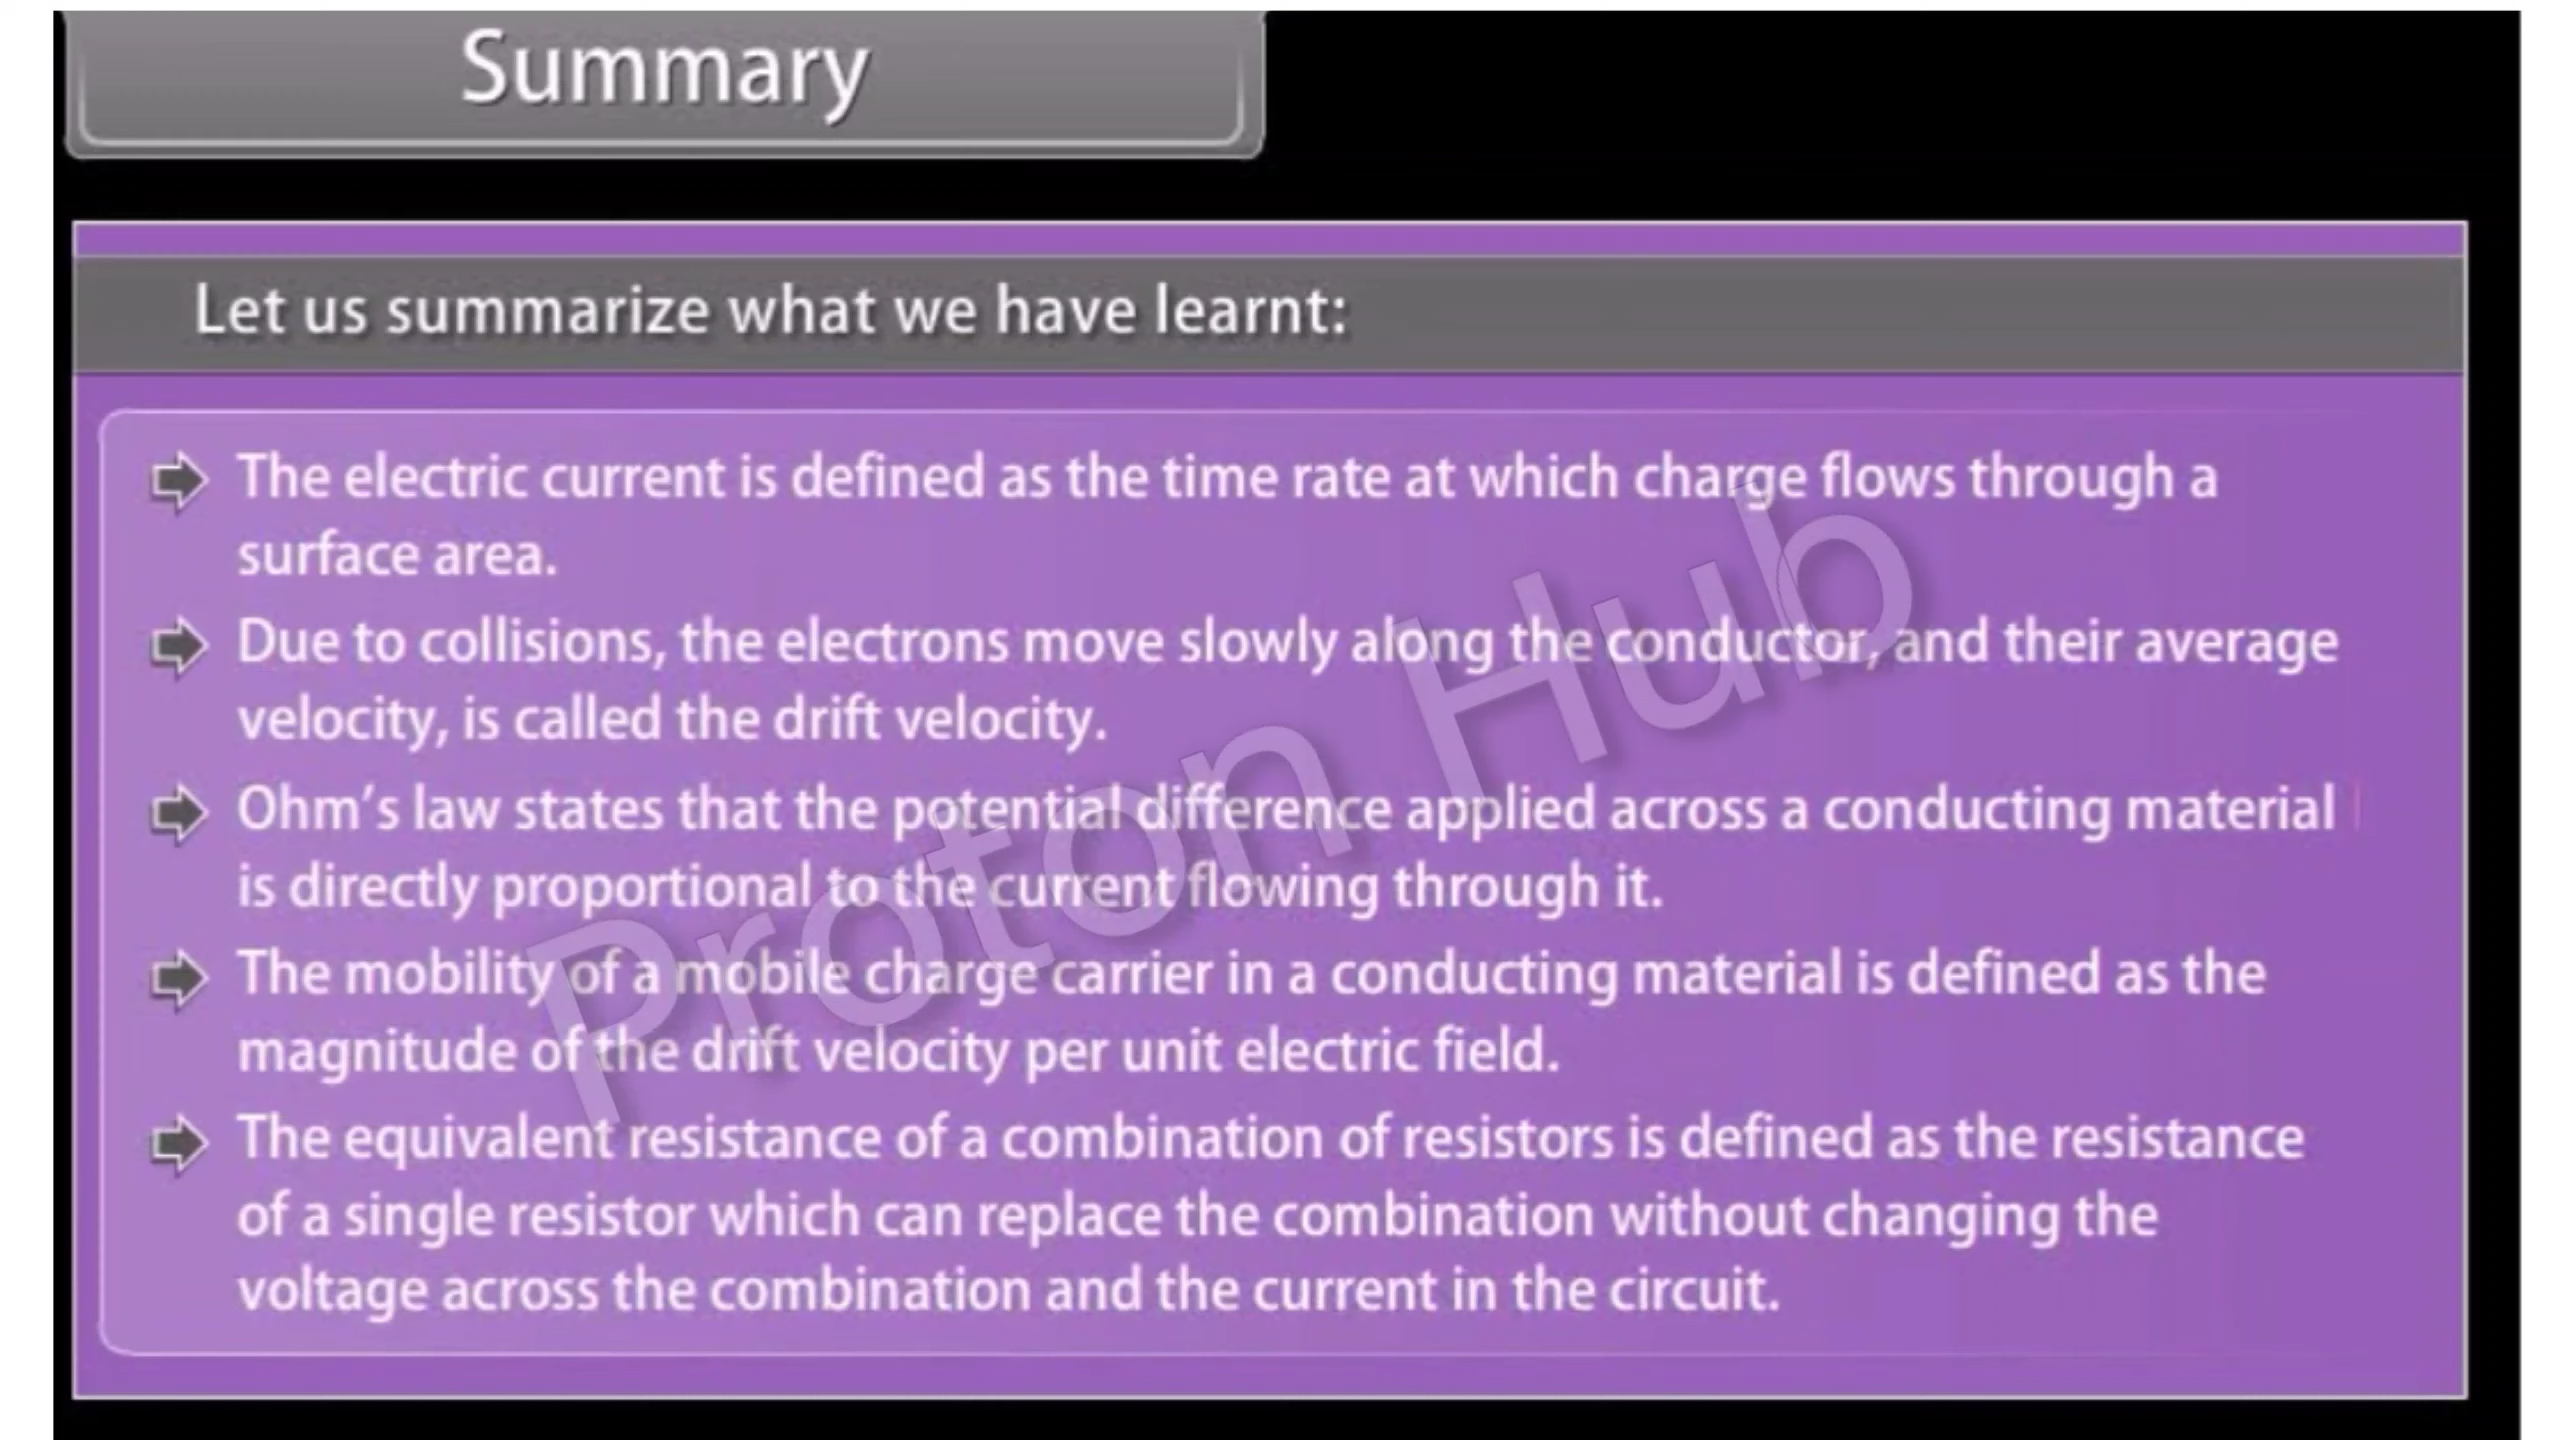 Summary
Let us summarize what we have learnt:
The electric current is defined as the time rate at which charge flows through a
surface area.
Due to collisions, the electrons move slowly along the conductor, and their average
velocity, is called the drift velocity.
Ohm's law states that the potential difference applied across a conducting material
is directly proportional to the current flowing through it.
The mobility of a mobile charge carrier in a conducting material is defined as the
magnitude of the drift velocity per unit electric field.
The equivalent resistance of a combination of resistors is defined as the resistance
of a single resistor which can replace the combination without changing the
voltage across the combination and the current in the circuit.
Proton Hub